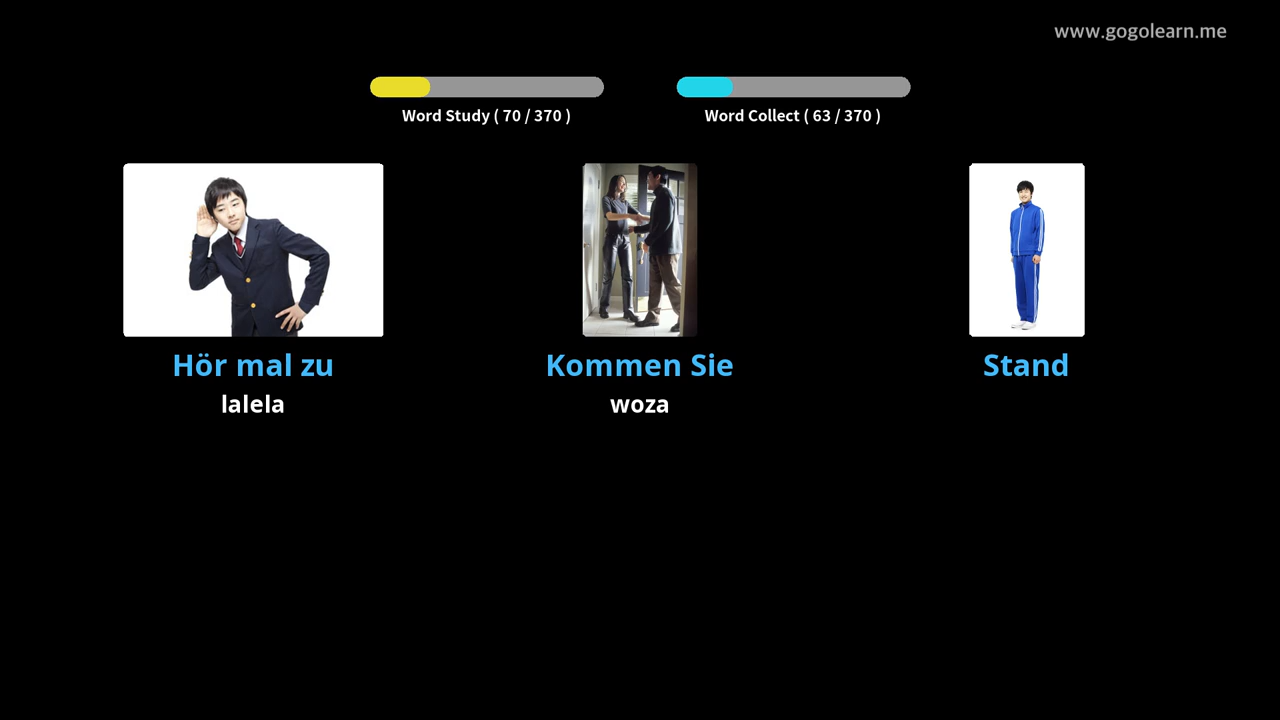 www.gogolearn.me
Word Study ( 70 / 370 )
Word Collect ( 63 / 370 )
Hör mal zu
lalela
Kommen Sie
woza
Stand